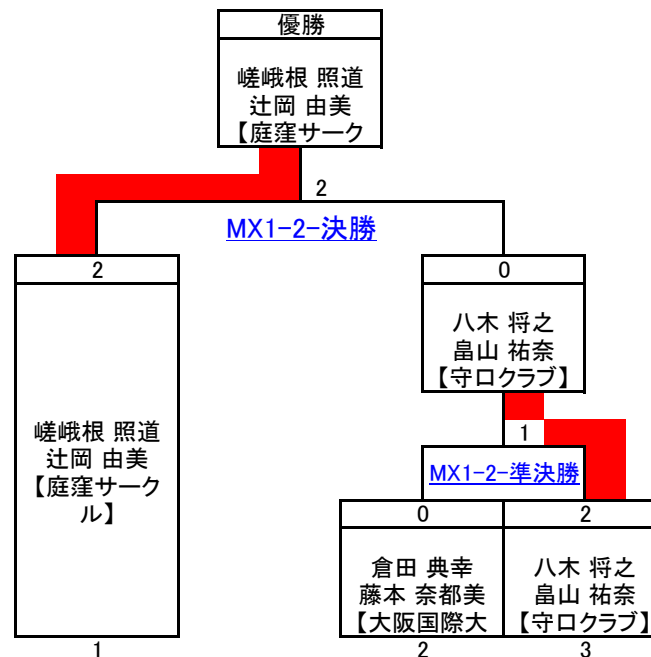 優勝
嵯峨根 照道
辻岡 由美
【庭窪サーク
2
MX1-2-決勝
2
嵯峨根 照道
辻岡 由美
【庭窪サーク
ル】
1
0
八木 将之
畠山 祐奈
【守口クラブ】
1
MX1-2-準決勝
0
倉田 典幸
藤本 奈都美
【大阪国際大
2
2
八木 将之
畠山 祐奈
【守口クラブ】
3